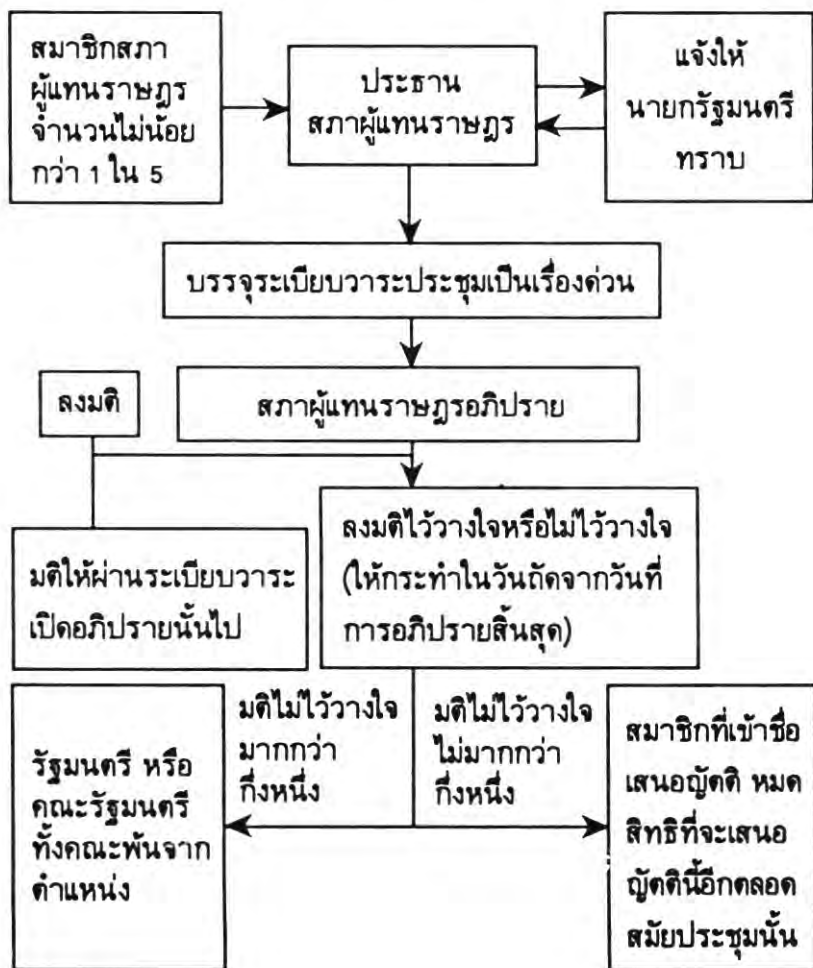 สมาชิกสภา
ผู้แทนราษฎร
จำนวนไม่น้อย
กว่า 1 ใน 5
ประธาน
สภาผู้แทนราษฎร
แจ้งให้
นายกรัฐมนตรี
ทราบ
บรรจุระเบียบวาระประชุมเป็นเรื่องด่วน
ลงมติ
สภาผู้แทนราษฎรอภิปราย
มติให้ผ่านระเบียบวาระ
เปิดอภิปรายนั้นไป
ลงมติไว้วางใจหรือไม่ไว้วางใจ
(ให้กระทำในวันถัดจากวันที่
การอภิปรายสิ้นสุด)
รัฐมนตรี หรือ
คณะรัฐมนตรี
ทั้งคณะพ้นจาก
ตำแหน่ง
มติไม่ไว้วางใจ
มากกว่า
กึ่งหนึ่ง
มติไม่ไว้วางใจ
ไม่มากกว่า
กึ่งหนึ่ง
สมาชิกที่เข้าชื่อ
เสนอญัตติ หมด
สิทธิที่จะเสนอ
ญัตตินี้อีกตลอด
สมัยประชุมนั้น